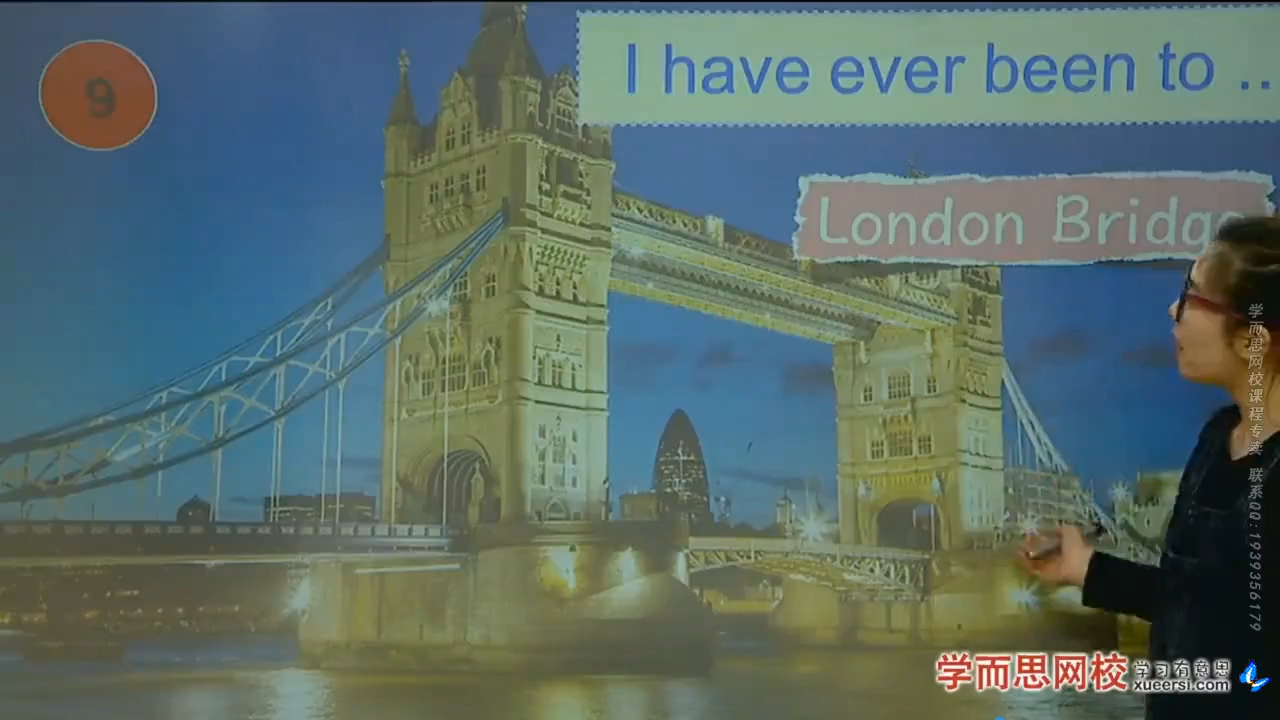 9
I have ever been to ..
London Bridge
学而思网校课程专卖 联系QQ:1939356179
学而思网校 学习有意思
xueersi.com